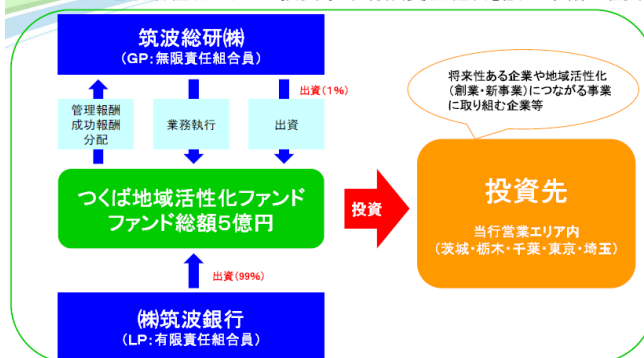 筑波総研㈱
(GP:無限責任組合員)
出資(1%)
管理報酬
成功報酬
分配
業務執行
出資
つくば地域活性化ファンド
ファンド総額5億円
出資(99%)
㈱筑波銀行
(LP:有限責任組合員)
投資
将来性ある企業や地域活性化
(創業・新事業)につながる事業
に取り組む企業等
投資先
当行営業エリア内
(茨城・栃木・千葉・東京・埼玉)